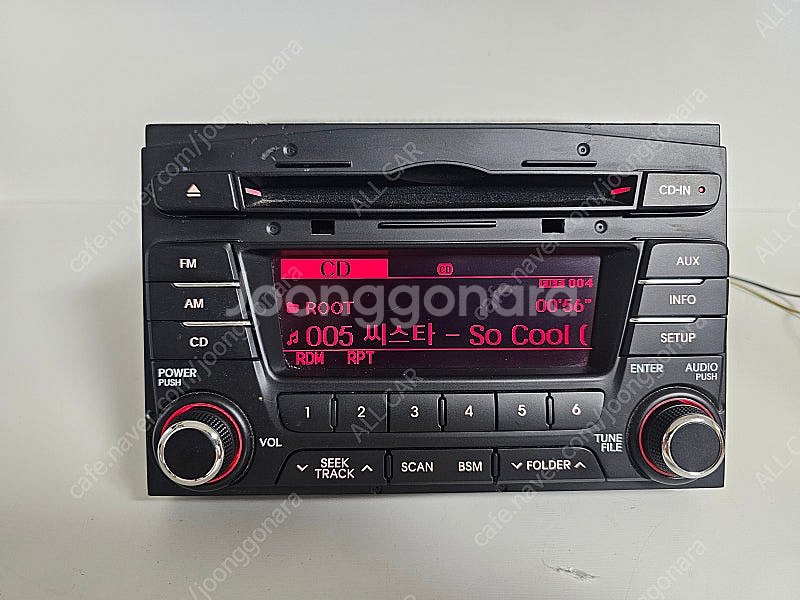 CD-IN
FM
AM
CD
CD
CD
FILE 004
ROOT
00'56"
005 씨스타 - So Cool (
RDM RPT
AUX
INFO
SETUP
POWER
PUSH
VOL
1 2 3 4 5 6
ENTER
AUDIO
PUSH
TUNE
FILE
SEEK
TRACK
SCAN
BSM
FOLDER
Joonggonara
cafe.naver.com/joonggonara
ALL CAR